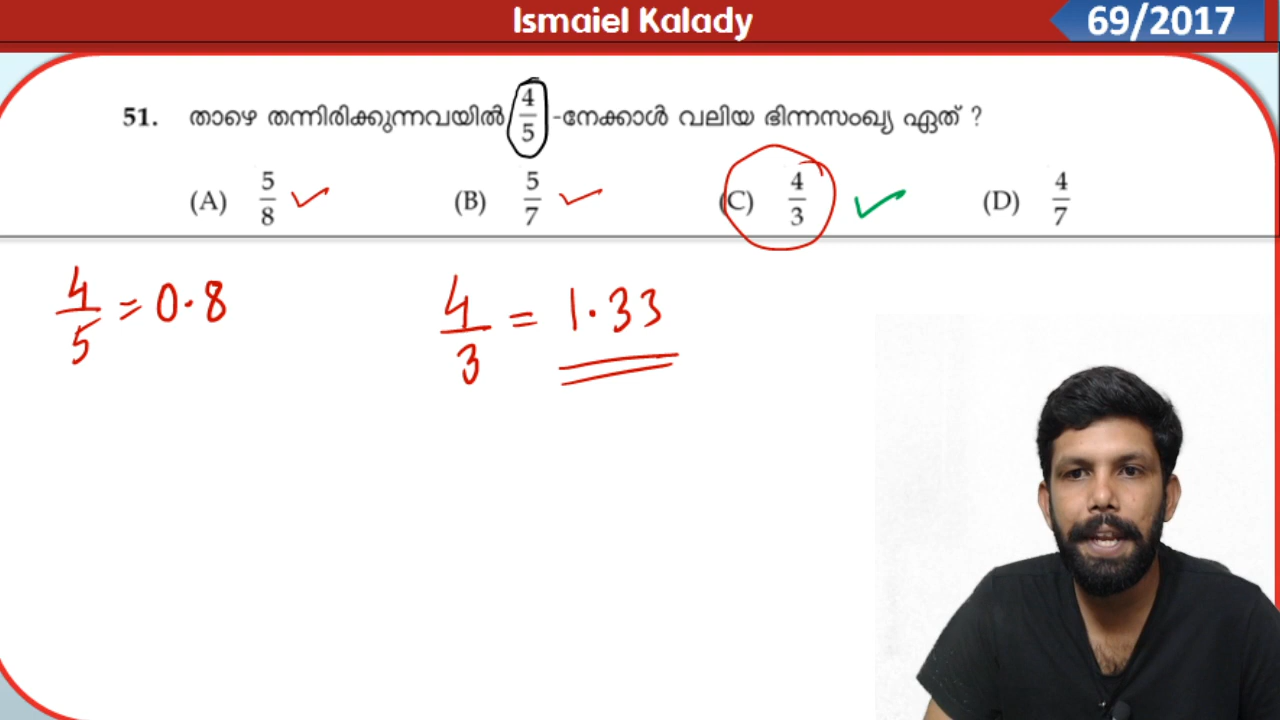 Ismaiel Kalady
69/2017
51. താഴെ തന്നിരിക്കുന്നവയിൽ 4/5 -നേക്കാൾ വലിയ ഭിന്നസംഖ്യ ഏത് ?
(A) 5/8 (B) 5/7 (C) 4/3 (D) 4/7
4/5 = 0.8 4/3 = 1.33